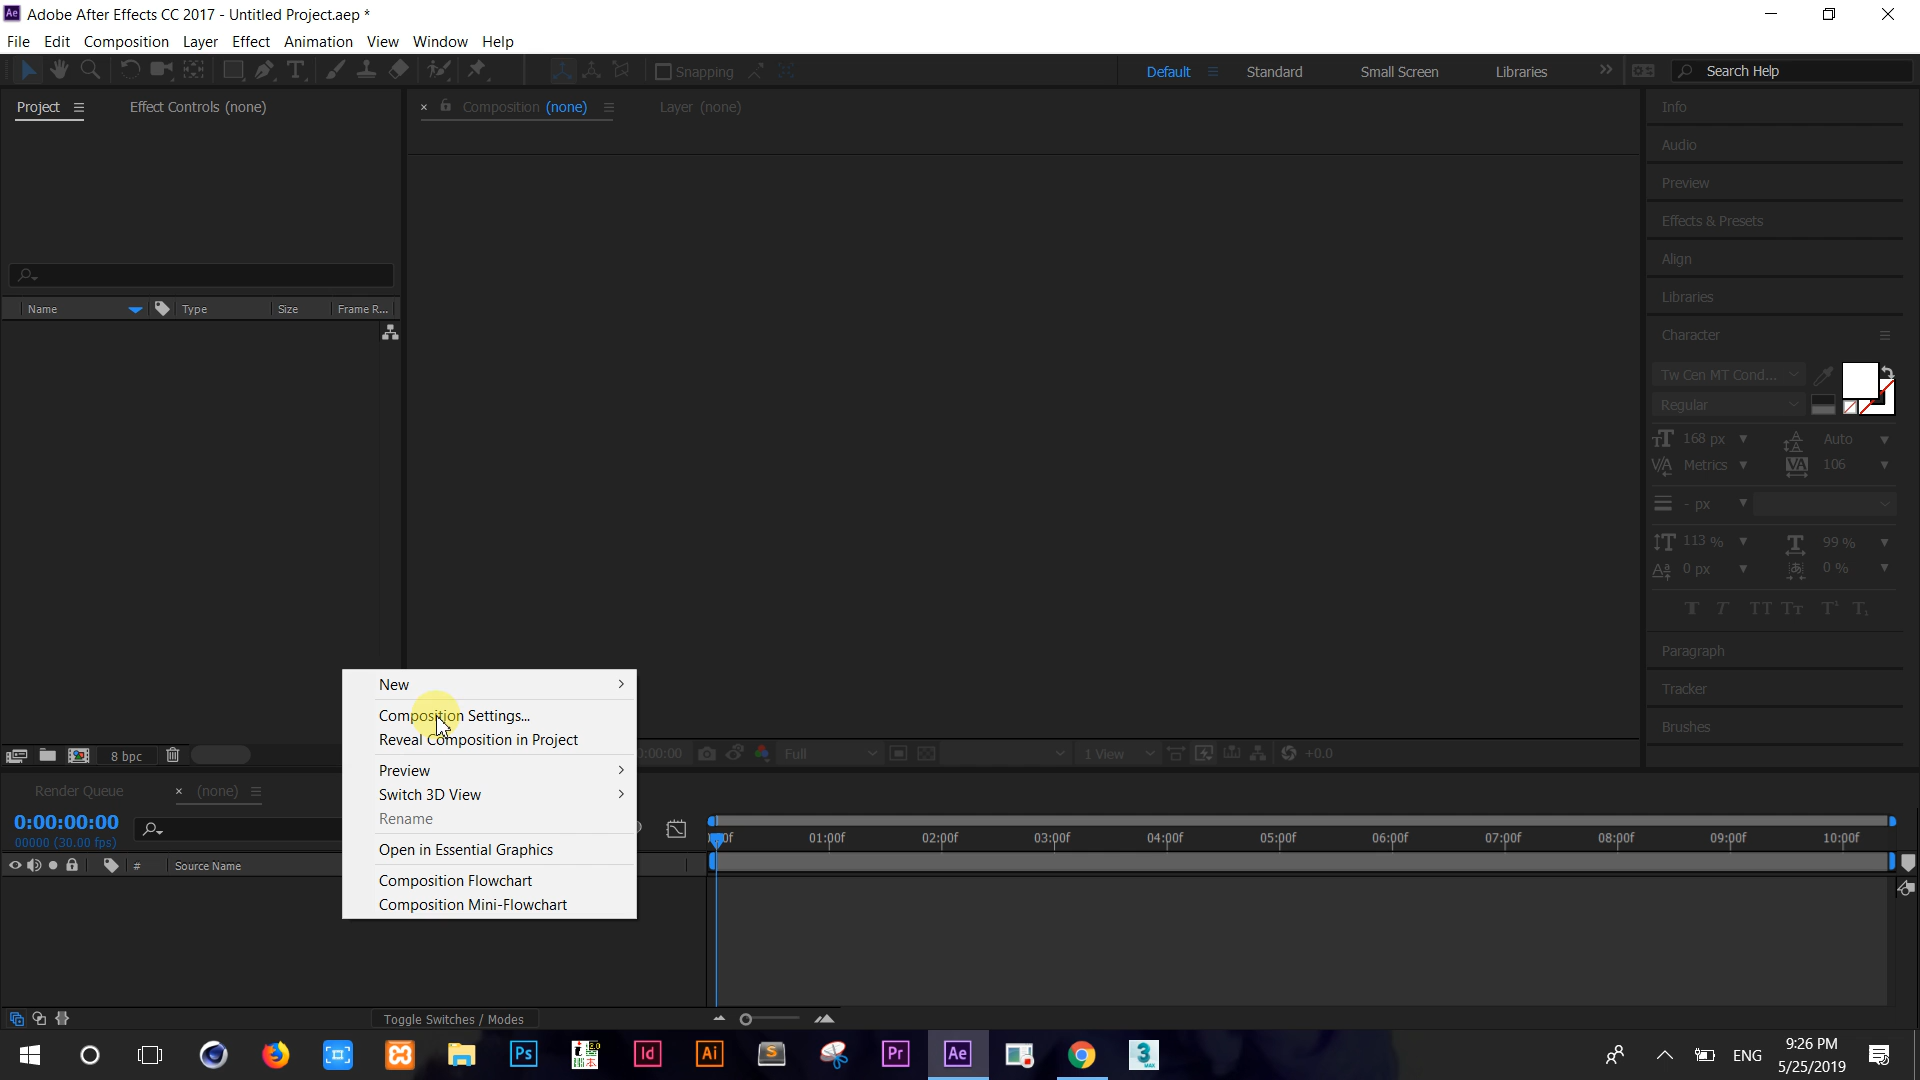 Adobe After Effects CC 2017 - Untitled Project.aep *
File Edit Composition Layer Effect Animation View Window Help
Snapping Default Standard Small Screen Libraries Search Help
Project Effect Controls (none) Composition (none) Layer (none)
Info
Audio
Preview
Effects & Presets
Align
Libraries
Character
Tw Cen MT Cond...
Regular
168 px Auto
Metrics 106
- px
113 % 99 %
0 px 0 %
Paragraph
Tracker
Brushes
Name Type Size Frame R...
New
Composition Settings...
Reveal Composition in Project
Preview
Switch 3D View
Rename
Open in Essential Graphics
Composition Flowchart
Composition Mini-Flowchart
8 bpc
Full 1 View +0.0
Render Queue (none)
0:00:00:00
00000 (30.00 fps)
# Source Name
01:00f 02:00f 03:00f 04:00f 05:00f 06:00f 07:00f 08:00f 09:00f 10:00f
Toggle Switches / Modes
Ps Id Ai Pr Ae 3 MAX
ENG
9:26 PM
5/25/2019